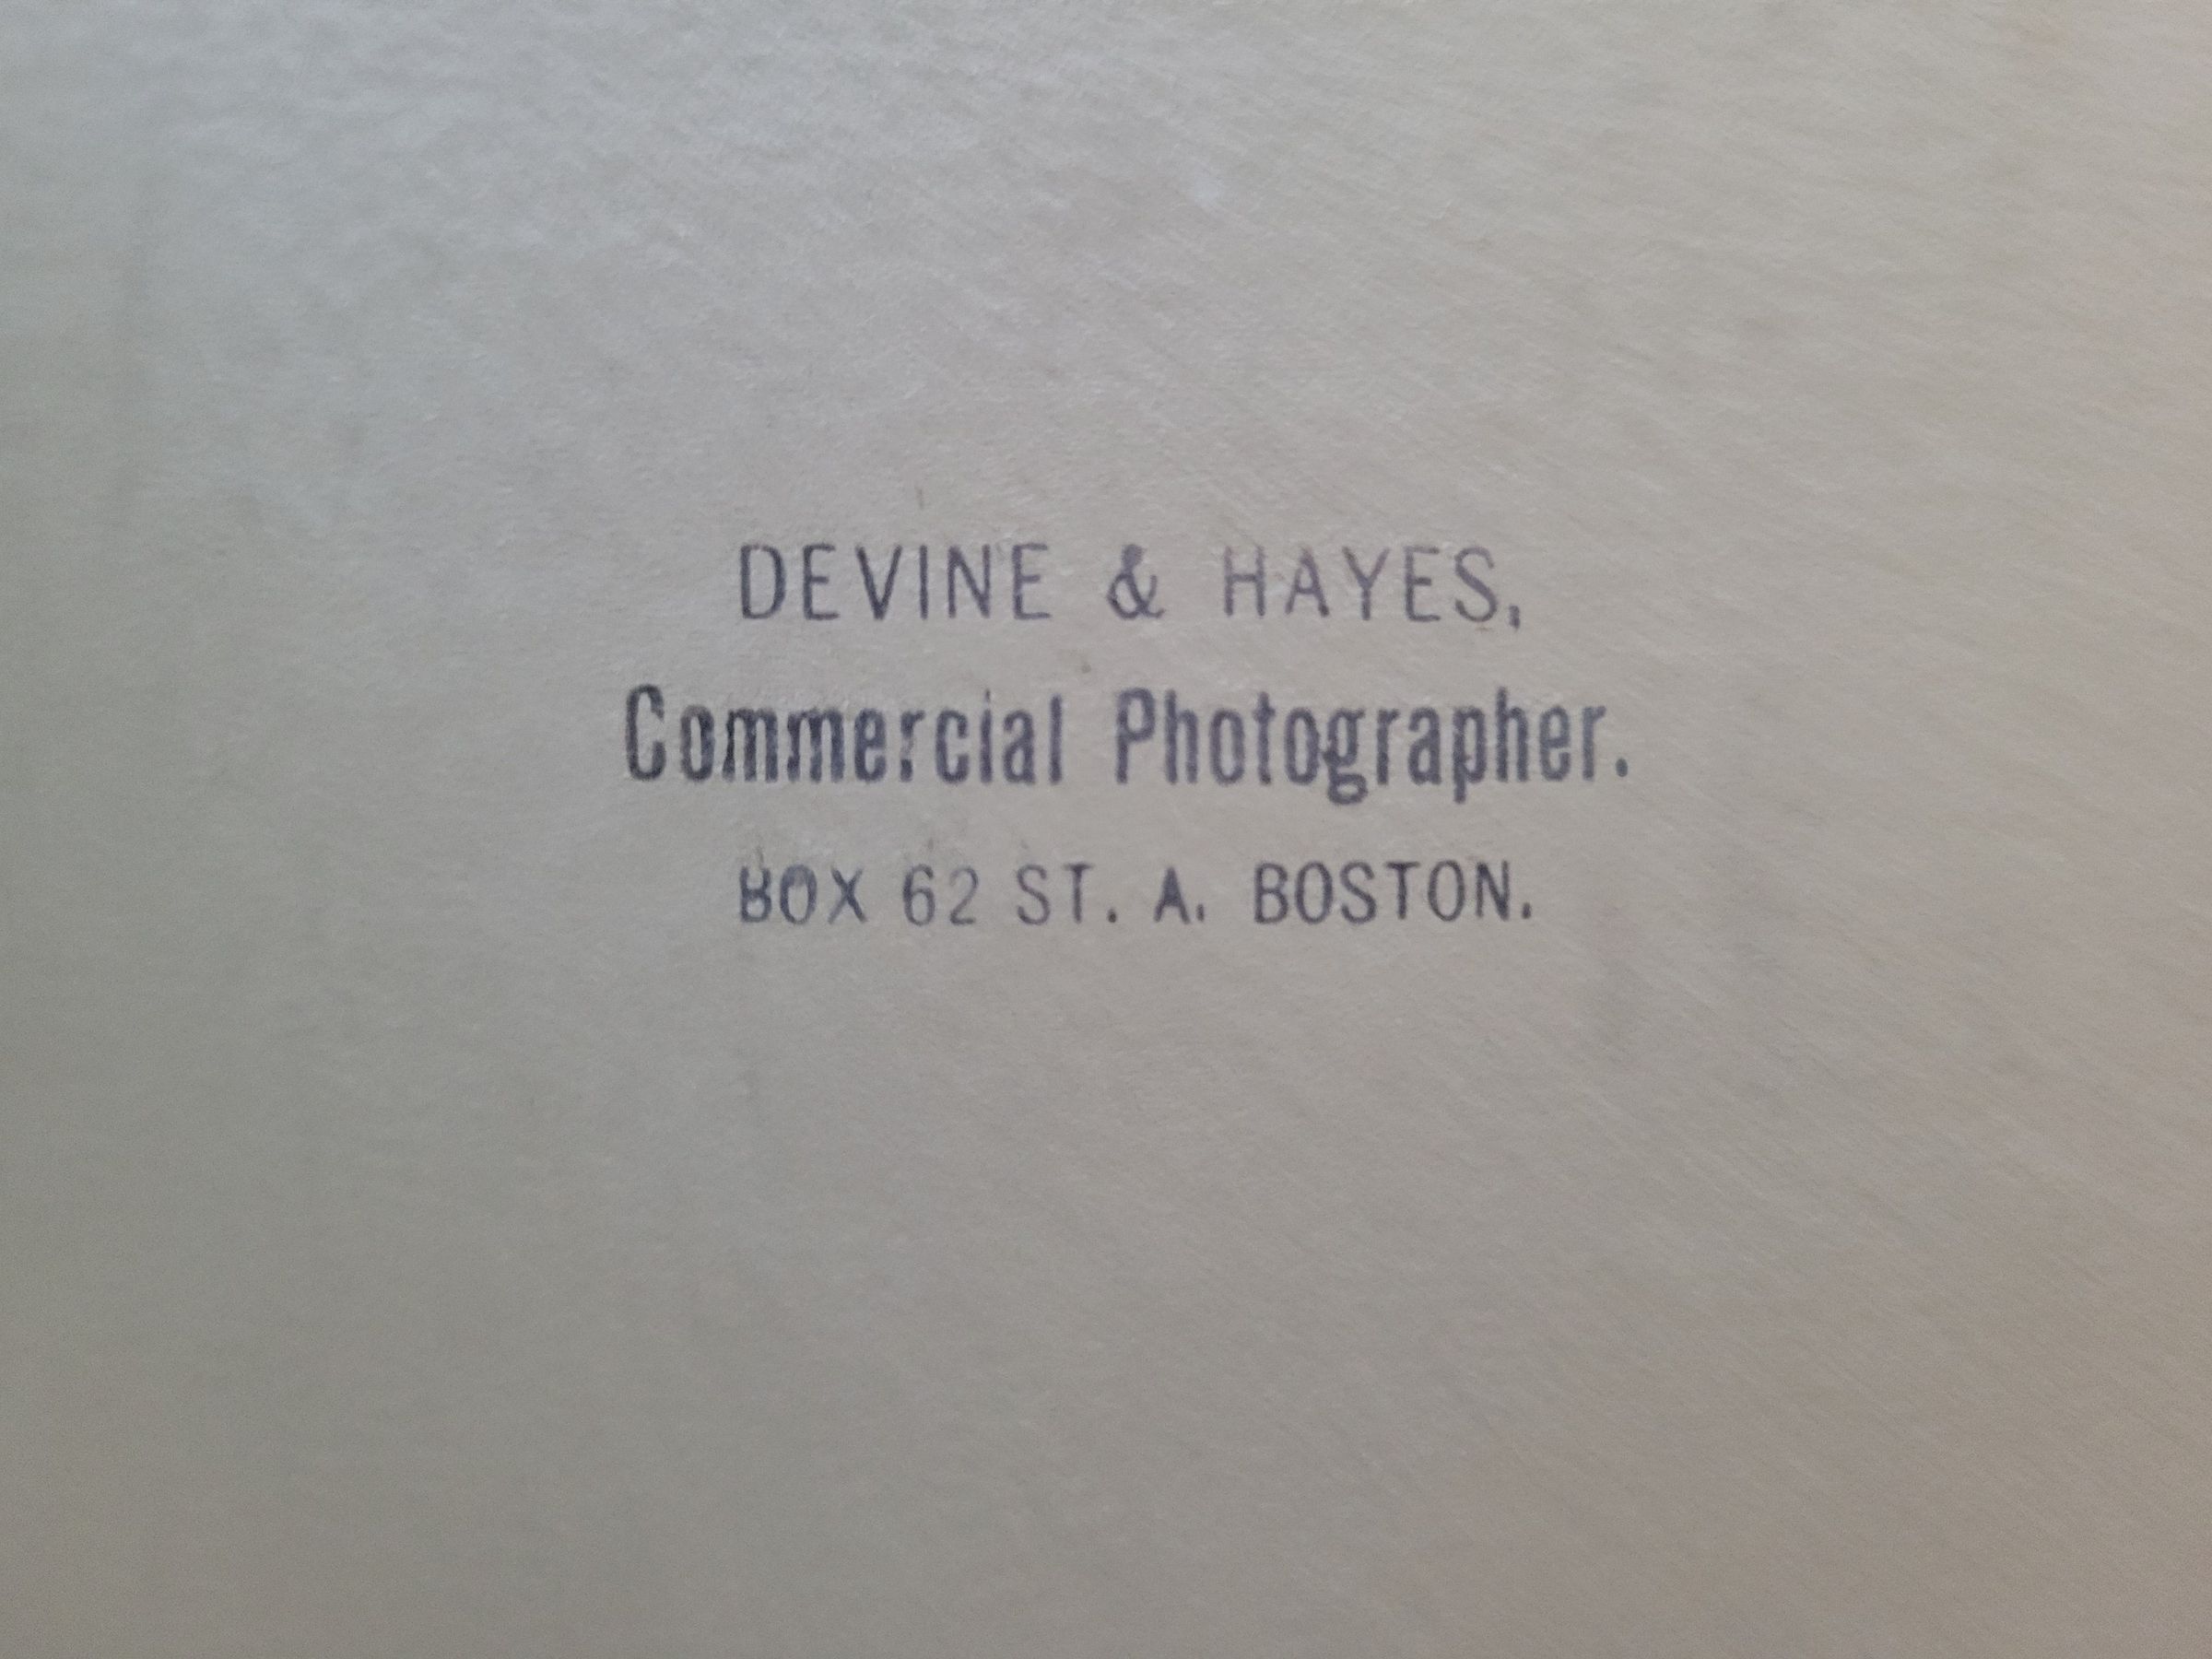 DEVINE & HAYES,
Commercial Photographer.
BOX 62 ST. A. BOSTON.